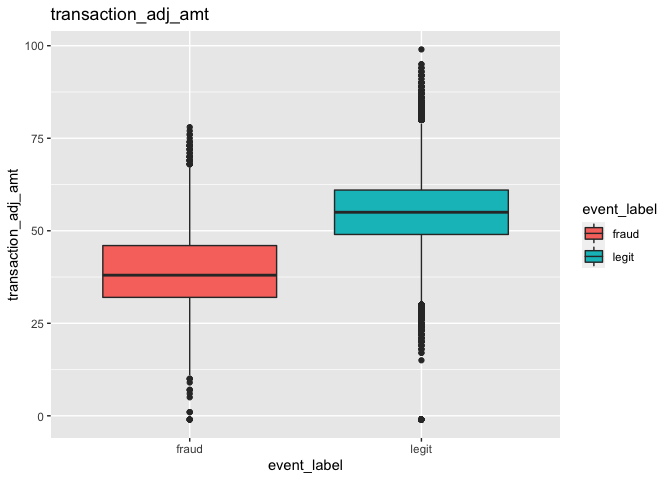 transaction_adj_amt
100
75
50
25
0
transaction_adj_amt
fraud
legit
event_label
event_label
fraud
legit